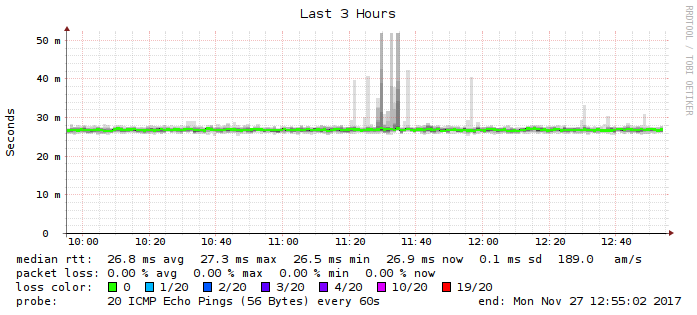 Last 3 Hours
RRDTOOL / TOBI OETIKER
Seconds
50 m
40 m
30 m
20 m
10 m
0
10:00 10:20 10:40 11:00 11:20 11:40 12:00 12:20 12:40
median rtt: 26.8 ms avg 27.3 ms max 26.5 ms min 26.9 ms now 0.1 ms sd 189.0 am/s
packet loss: 0.00 % avg 0.00 % max 0.00 % min 0.00 % now
loss color: 0 1/20 2/20 3/20 4/20 10/20 19/20
probe: 20 ICMP Echo Pings (56 Bytes) every 60s end: Mon Nov 27 12:55:02 2017